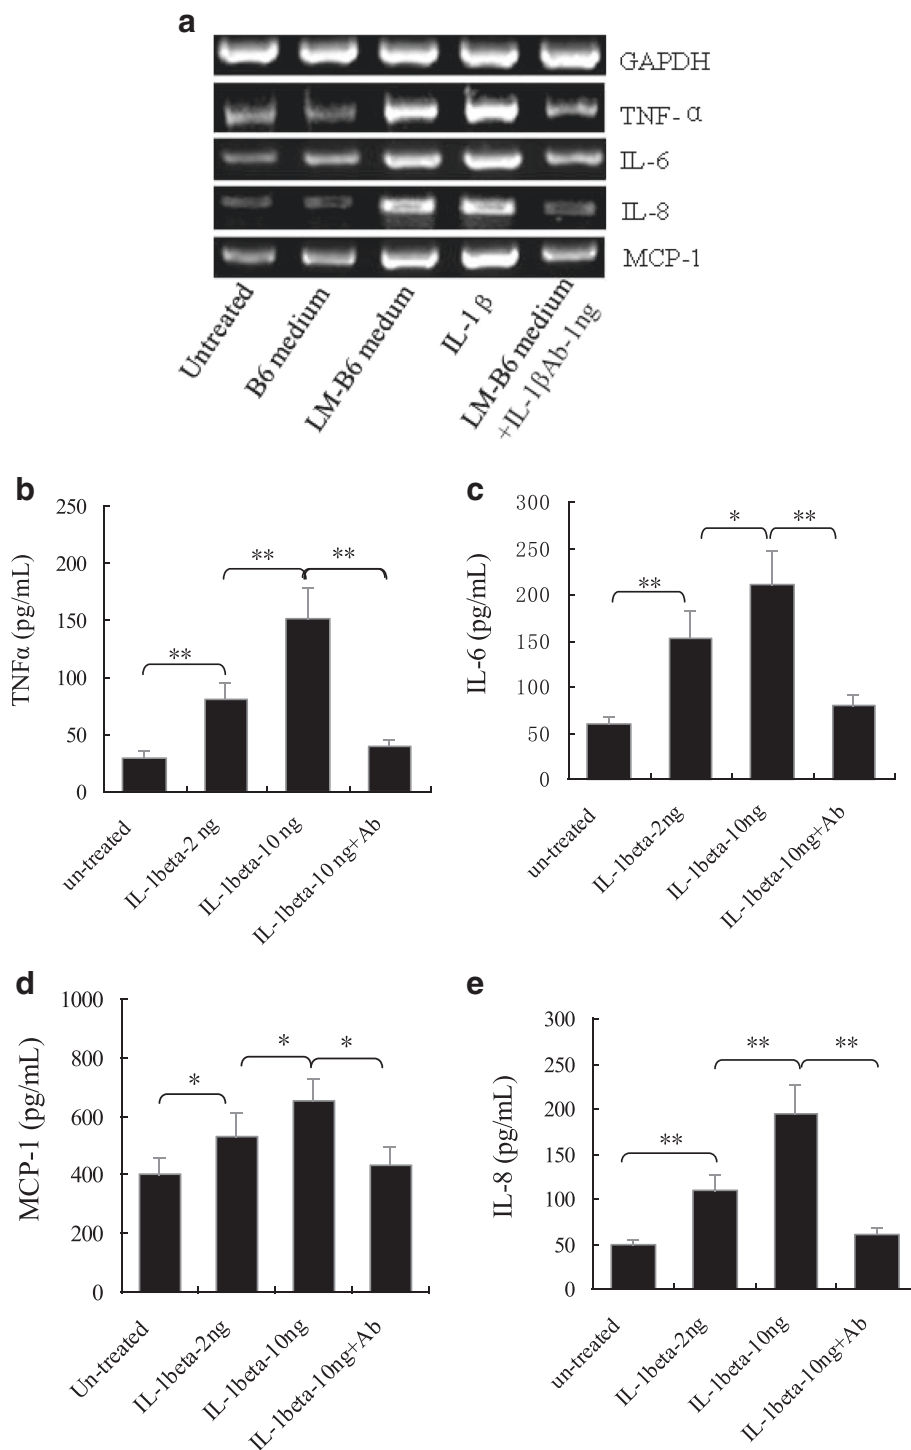 a
GAPDH
TNF-α
IL-6
IL-8
MCP-1
Untreated
B6 medium
LM-B6 medum
IL-1β
LM-B6 medium
+IL-1βAb-1ng
b
250
200
150
100
50
0
TNFα (pg/mL)
**
**
**
un-treated
IL-1beta-2 ng
IL-1beta-10 ng
IL-1beta-10 ng+Ab
c
300
250
200
150
100
50
0
IL-6 (pg/mL)
**
*
**
un-treated
IL-1beta-2ng
IL-1beta-10ng
IL-1beta-10ng+Ab
d
1000
800
600
400
200
0
MCP-1 (pg/mL)
*
*
*
Un-treated
IL-1beta-2ng
IL-1beta-10ng
IL-1beta-10ng+Ab
e
300
250
200
150
100
50
0
IL-8 (pg/mL)
**
**
**
un-treated
IL-1beta-2ng
IL-1beta-10ng
IL-1beta-10ng+Ab